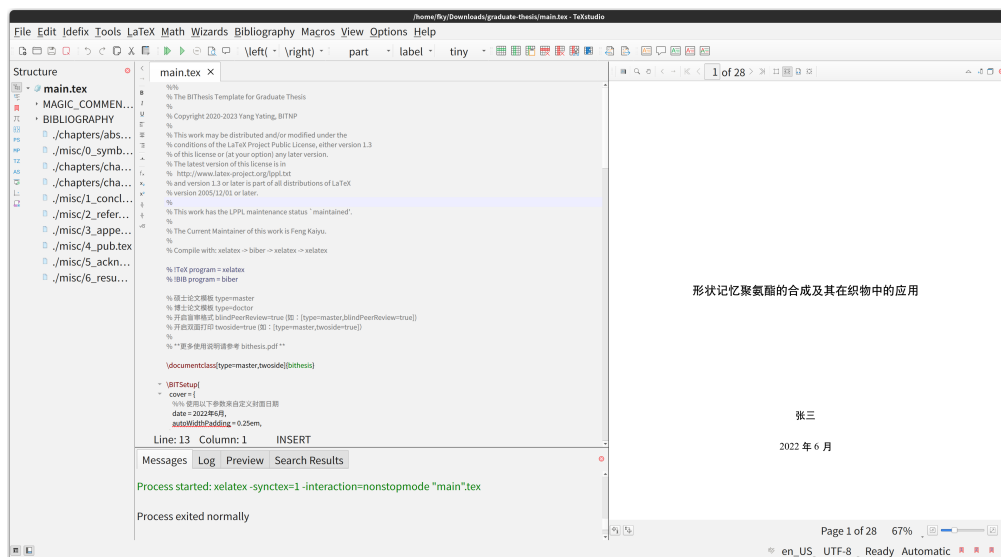 /home/fky/Downloads/graduate-thesis/main.tex - TeXstudio
File Edit Idefix Tools LaTeX Math Wizards Bibliography Macros View Options Help
\left( \right) part label tiny
Structure
main.tex
MAGIC_COMMEN...
BIBLIOGRAPHY
./chapters/abs...
./misc/0_symb...
./chapters/cha...
./chapters/cha...
./misc/1_concl...
./misc/2_refer...
./misc/3_appe...
./misc/4_pub.tex
./misc/5_ackn...
./misc/6_resu...
main.tex
%%
% The BIThesis Template for Graduate Thesis
%
% Copyright 2020-2023 Yang Yating, BITNP
%
% This work may be distributed and/or modified under the
% conditions of the LaTeX Project Public License, either version 1.3
% of this license or (at your option) any later version.
% The latest version of this license is in
% http://www.latex-project.org/lppl.txt
% and version 1.3 or later is part of all distributions of LaTeX
% version 2005/12/01 or later.
%
% This work has the LPPL maintenance status `maintained'.
%
% The Current Maintainer of this work is Feng Kaiyu.
%
% Compile with: xelatex -> biber -> xelatex -> xelatex
% !TeX program = xelatex
% !BIB program = biber
% 硕士论文模板 type=master
% 博士论文模板 type=doctor
% 开启盲审格式 blindPeerReview=true (如：[type=master,blindPeerReview=true])
% 开启双面打印 twoside=true (如：[type=master,twoside=true])
%
% **更多使用说明请参考 bithesis.pdf **
\documentclass[type=master,twoside]{bithesis}
\BITSetup{
cover = {
%% 使用以下参数来自定义封面日期
date = 2022年6月,
autoWidthPadding = 0.25em,
Line: 13 Column: 1 INSERT
Messages Log Preview Search Results
Process started: xelatex -synctex=1 -interaction=nonstopmode "main".tex
Process exited normally
1 of 28
形状记忆聚氨酯的合成及其在织物中的应用
张三
2022 年 6 月
Page 1 of 28 67%
en_US UTF-8 Ready Automatic